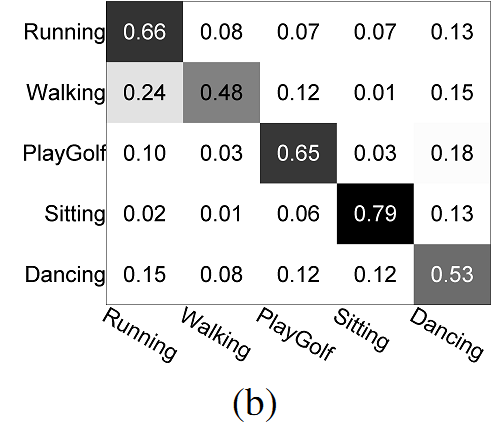 Running 0.66 0.08 0.07 0.07 0.13
Walking 0.24 0.48 0.12 0.01 0.15
PlayGolf 0.10 0.03 0.65 0.03 0.18
Sitting 0.02 0.01 0.06 0.79 0.13
Dancing 0.15 0.08 0.12 0.12 0.53
Running Walking PlayGolf Sitting Dancing
(b)